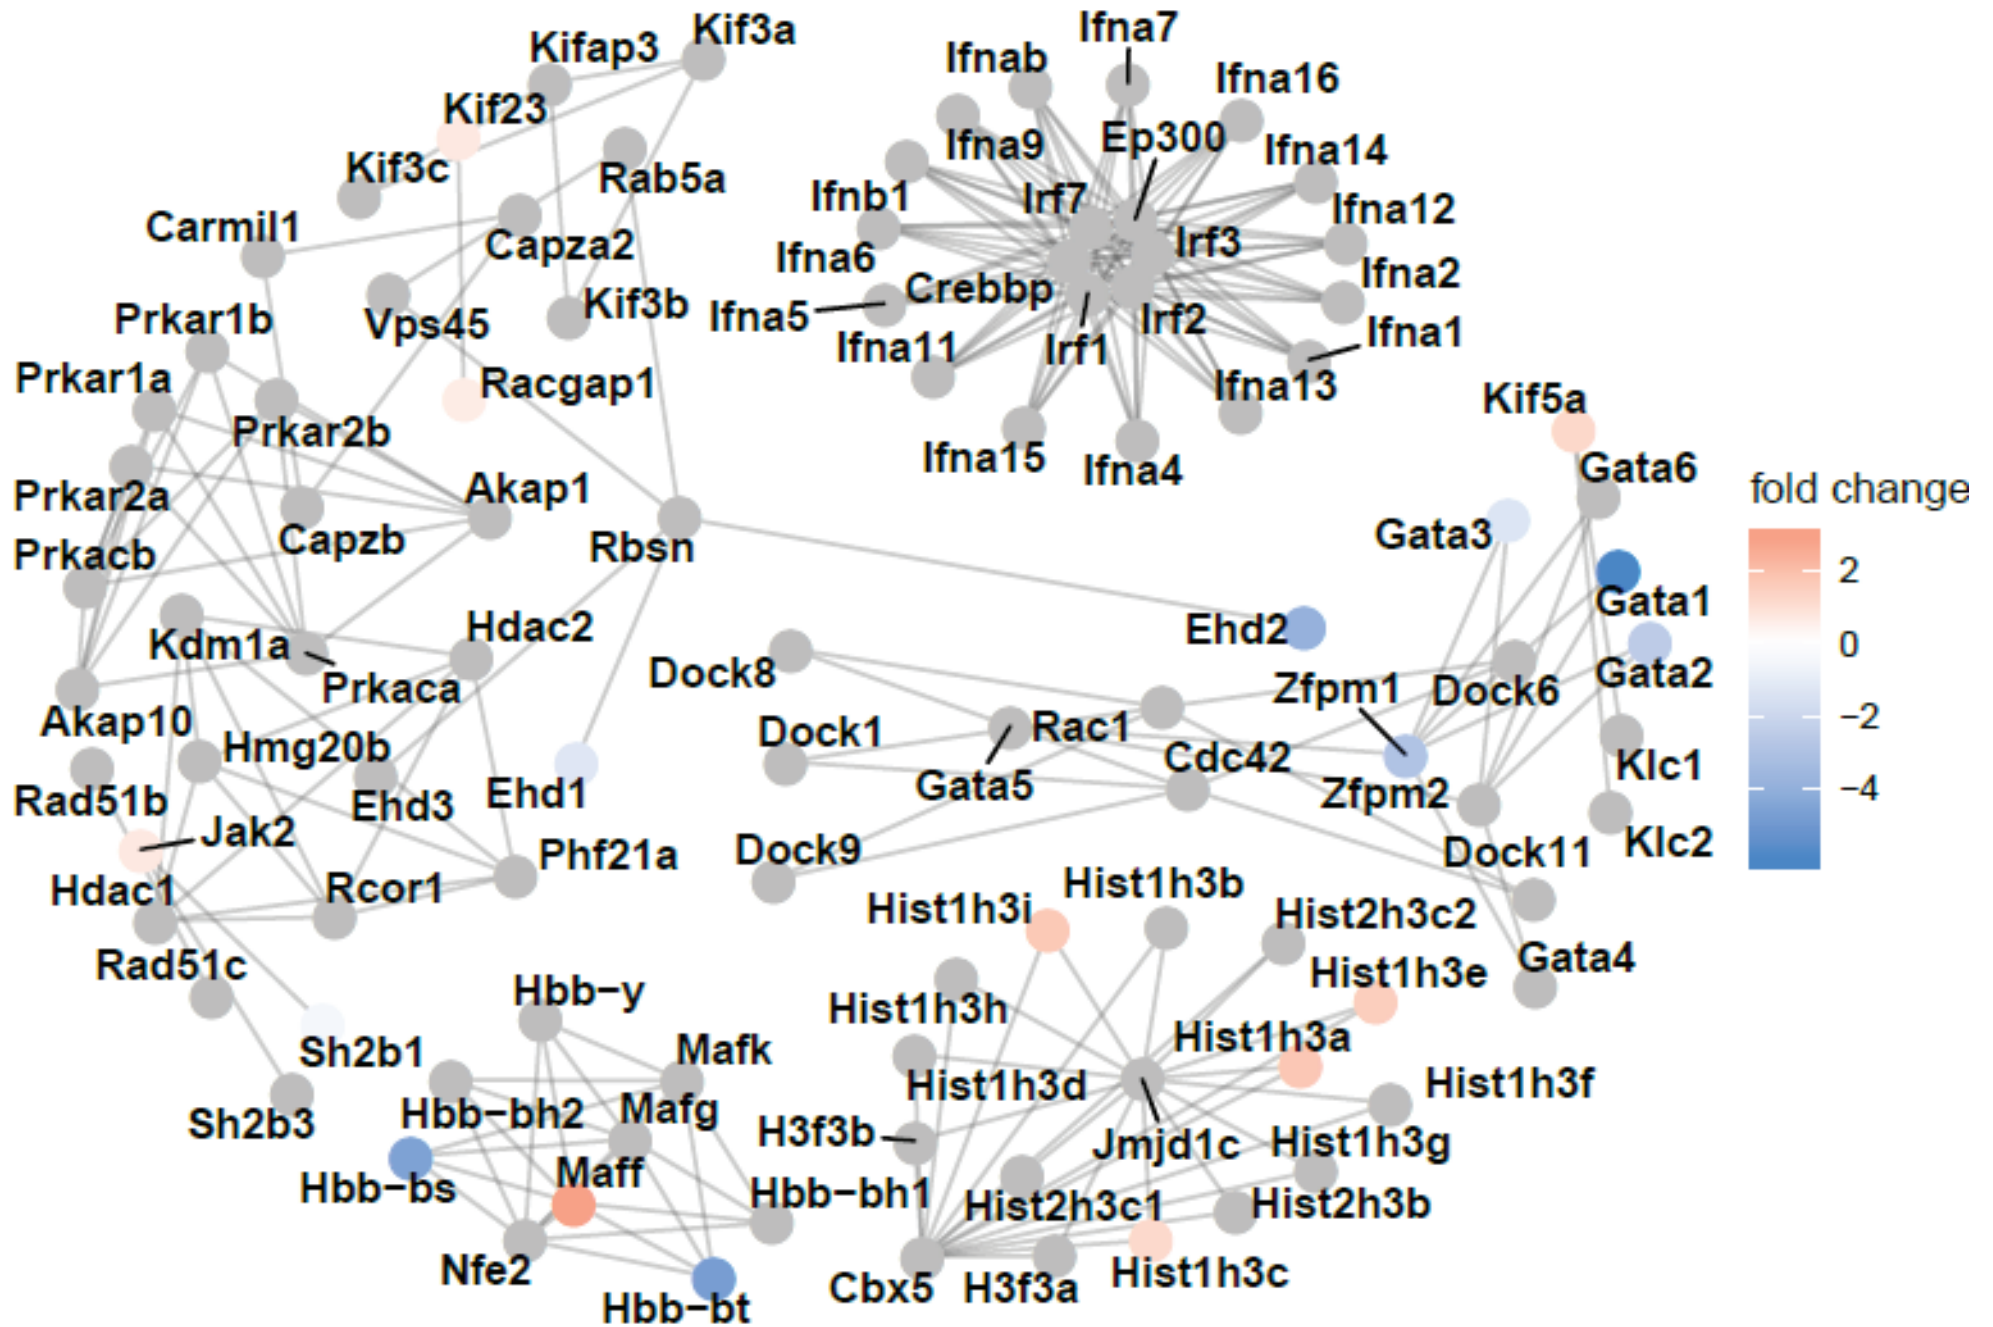 Kif3a
Kifap3
Kif23
Kif3c
Rab5a
Carmil1
Capza2
Kif3b
Vps45
Prkar1b
Racgap1
Prkar1a
Prkar2b
Prkar2a
Akap1
Capzb
Prkacb
Rbsn
Kdm1a
Hdac2
Prkaca
Akap10
Hmg20b
Rad51b
Ehd3
Ehd1
Jak2
Phf21a
Hdac1
Rcor1
Rad51c
Sh2b1
Sh2b3
Ifna7
Ifnab
Ifna16
Ifna9
Ep300
Ifna14
Ifnb1
Irf7
Ifna12
Ifna6
Irf3
Ifna2
Crebbp
Ifna5
Irf2
Ifna1
Ifna11
Irf1
Ifna13
Ifna15
Ifna4
Kif5a
Gata6
Gata3
Gata1
Ehd2
Gata2
Zfpm1
Dock6
Dock8
Dock1
Rac1
Cdc42
Gata5
Zfpm2
Klc1
Dock9
Dock11
Klc2
Gata4
fold change
2
0
−2
−4
Hist1h3b
Hist1h3i
Hist2h3c2
Hist1h3e
Hist1h3h
Hist1h3a
Hist1h3d
Hist1h3f
H3f3b
Jmjd1c
Hist1h3g
Hist2h3c1
Hist2h3b
Cbx5
H3f3a
Hist1h3c
Hbb−y
Mafk
Hbb−bh2
Mafg
Maff
Hbb−bs
Hbb−bh1
Nfe2
Hbb−bt